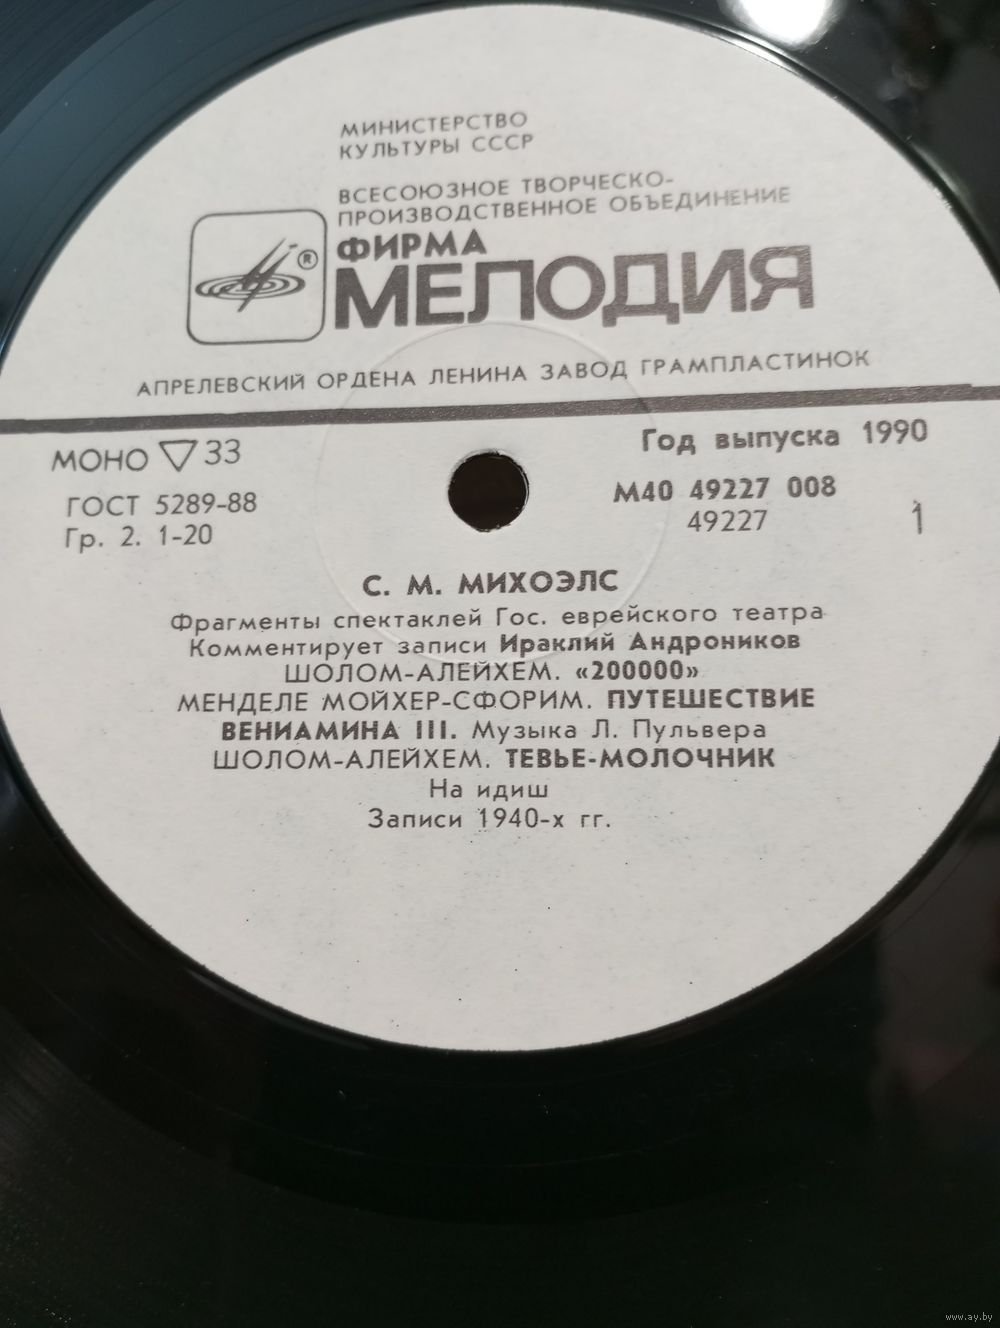 МИНИСТЕРСТВО
КУЛЬТУРЫ СССР
ВСЕСОЮЗНОЕ ТВОРЧЕСКО-
ПРОИЗВОДСТВЕННОЕ ОБЪЕДИНЕНИЕ
ФИРМА
МЕЛОДИЯ
®
АПРЕЛЕВСКИЙ ОРДЕНА ЛЕНИНА ЗАВОД ГРАМПЛАСТИНОК
МОНО ▽ 33
ГОСТ 5289-88
Гр. 2. 1-20
Год выпуска 1990
М40 49227 008
49227
1
С. М. МИХОЭЛС
Фрагменты спектаклей Гос. еврейского театра
Комментирует записи Ираклий Андроников
ШОЛОМ-АЛЕЙХЕМ. «200000»
МЕНДЕЛЕ МОЙХЕР-СФОРИМ. ПУТЕШЕСТВИЕ
ВЕНИАМИНА III. Музыка Л. Пульвера
ШОЛОМ-АЛЕЙХЕМ. ТЕВЬЕ-МОЛОЧНИК
На идиш
Записи 1940-х гг.
www.ay.by